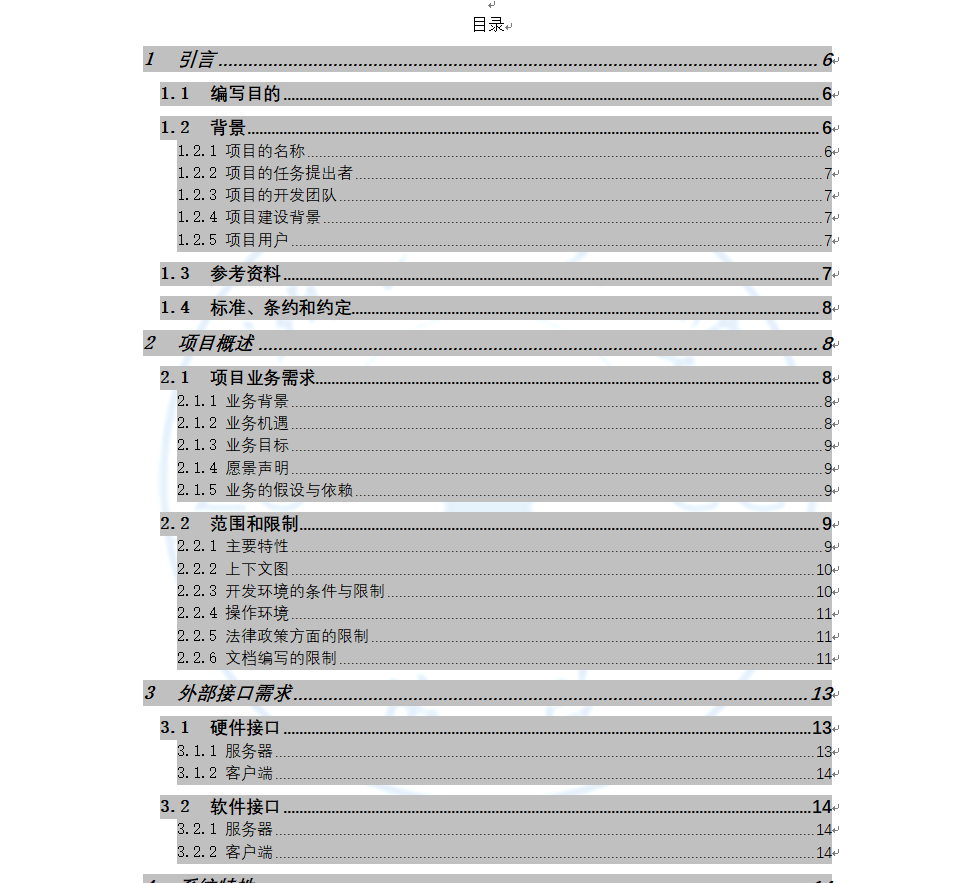 目录
1 引言 6
1.1 编写目的 6
1.2 背景 6
1.2.1 项目的名称 6
1.2.2 项目的任务提出者 7
1.2.3 项目的开发团队 7
1.2.4 项目建设背景 7
1.2.5 项目用户 7
1.3 参考资料 7
1.4 标准、条约和约定 8
2 项目概述 8
2.1 项目业务需求 8
2.1.1 业务背景 8
2.1.2 业务机遇 8
2.1.3 业务目标 9
2.1.4 愿景声明 9
2.1.5 业务的假设与依赖 9
2.2 范围和限制 9
2.2.1 主要特性 9
2.2.2 上下文图 10
2.2.3 开发环境的条件与限制 10
2.2.4 操作环境 11
2.2.5 法律政策方面的限制 11
2.2.6 文档编写的限制 11
3 外部接口需求 13
3.1 硬件接口 13
3.1.1 服务器 13
3.1.2 客户端 14
3.2 软件接口 14
3.2.1 服务器 14
3.2.2 客户端 14